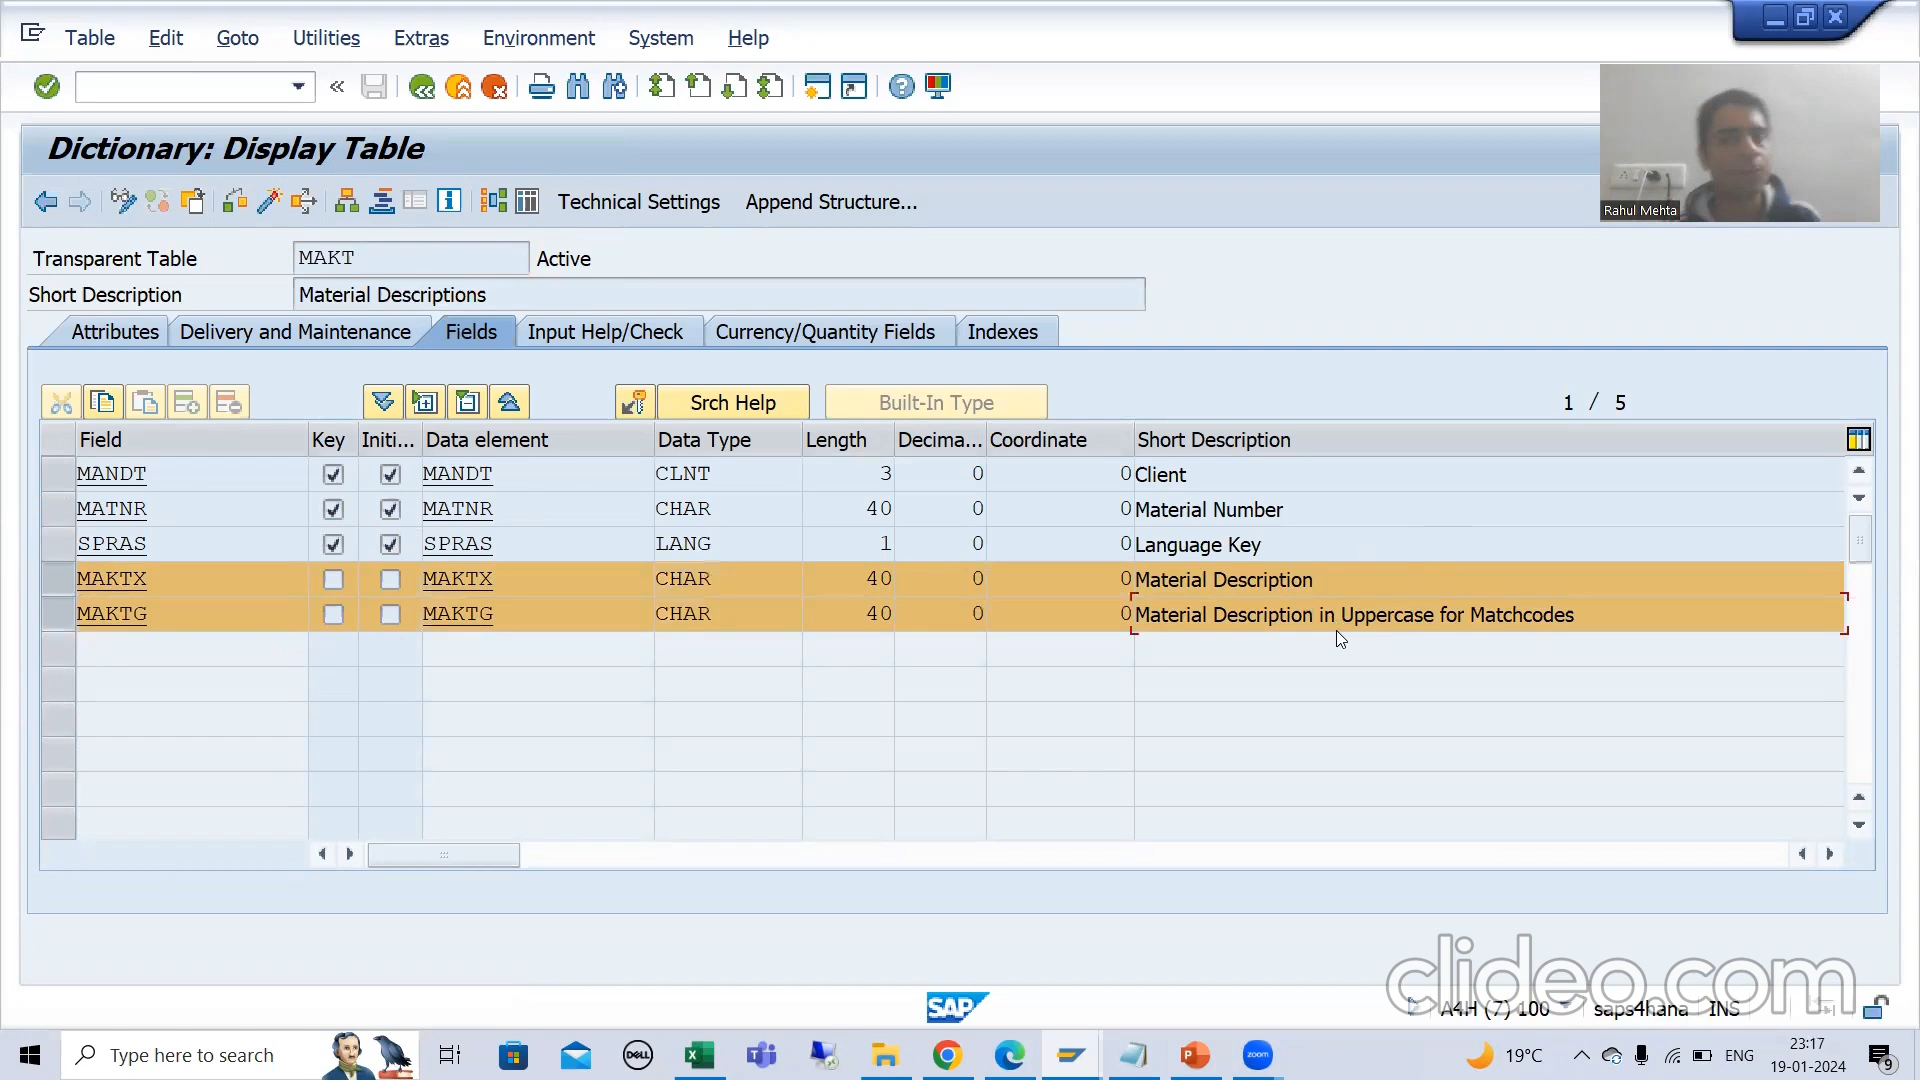 Table Edit Goto Utilities Extras Environment System Help
Dictionary: Display Table
Technical Settings Append Structure...
Rahul Mehta
Transparent Table MAKT Active
Short Description Material Descriptions
Attributes Delivery and Maintenance Fields Input Help/Check Currency/Quantity Fields Indexes
Srch Help Built-In Type 1 / 5
Field Key Initi... Data element Data Type Length Decima... Coordinate Short Description
MANDT MANDT CLNT 3 0 0 Client
MATNR MATNR CHAR 40 0 0 Material Number
SPRAS SPRAS LANG 1 0 0 Language Key
MAKTX MAKTX CHAR 40 0 0 Material Description
MAKTG MAKTG CHAR 40 0 0 Material Description in Uppercase for Matchcodes
clideo.com
SAP A4H (7) 100 saps4hana INS
Type here to search DELL zoom 19°C ENG 23:17
19-01-2024 9